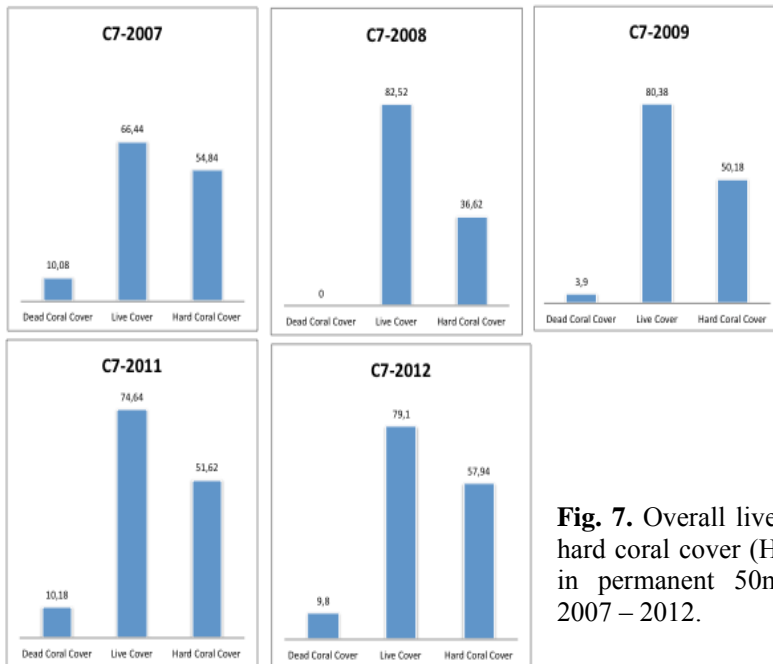 C7-2007
66,44
54,84
10,08
Dead Coral Cover Live Cover Hard Coral Cover
C7-2008
82,52
36,62
0
Dead Coral Cover Live Cover Hard Coral Cover
C7-2009
80,38
50,18
3,9
Dead Coral Cover Live Cover Hard Coral Cover
C7-2011
74,64
51,62
10,18
Dead Coral Cover Live Cover Hard Coral Cover
C7-2012
79,1
57,94
9,8
Dead Coral Cover Live Cover Hard Coral Cover
Fig. 7. Overall live
hard coral cover (H
in permanent 50m
2007 – 2012.